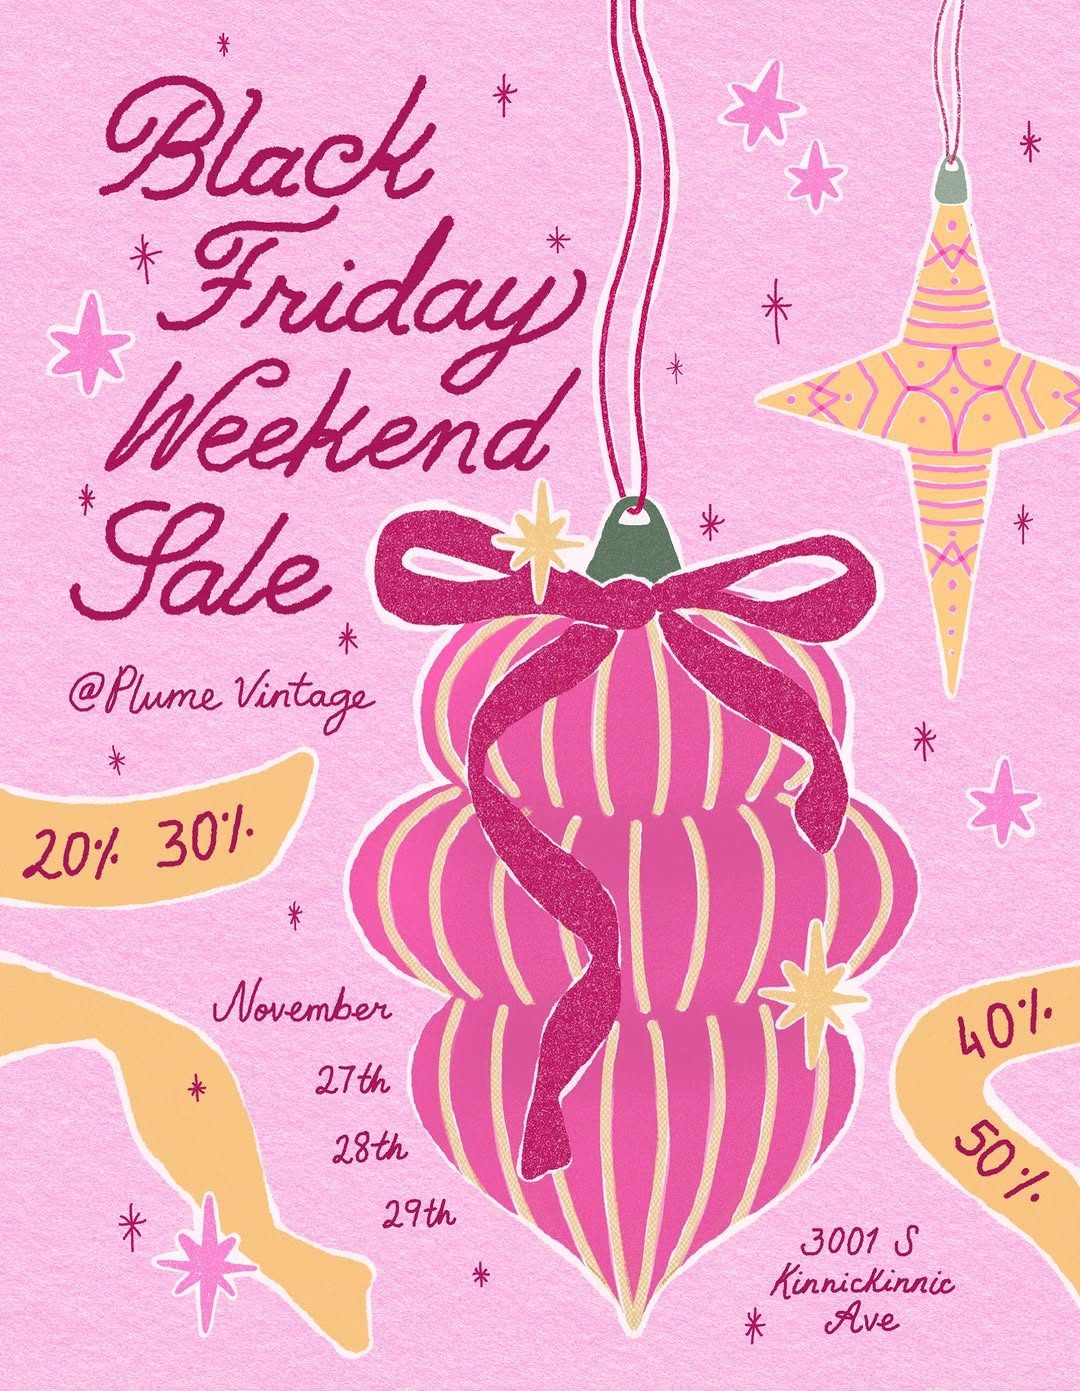 Black
Friday
Weekend
Sale
@Plume Vintage
20% 30%
November
27th
28th
29th
40%
50%
3001 S
Kinnickinnic
Ave